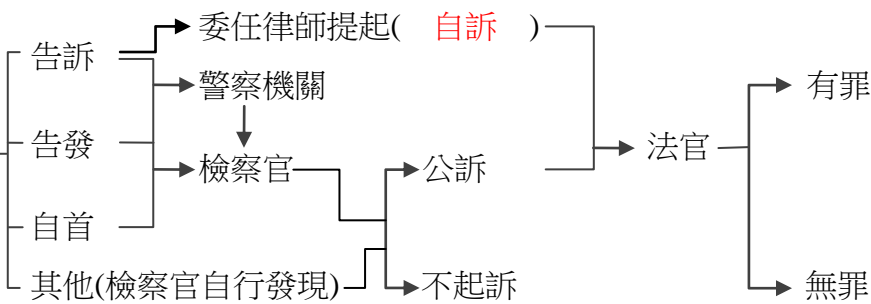 委任律師提起( 自訴 )
告訴
警察機關
有罪
告發
法官
檢察官
公訴
自首
其他(檢察官自行發現)
不起訴
無罪